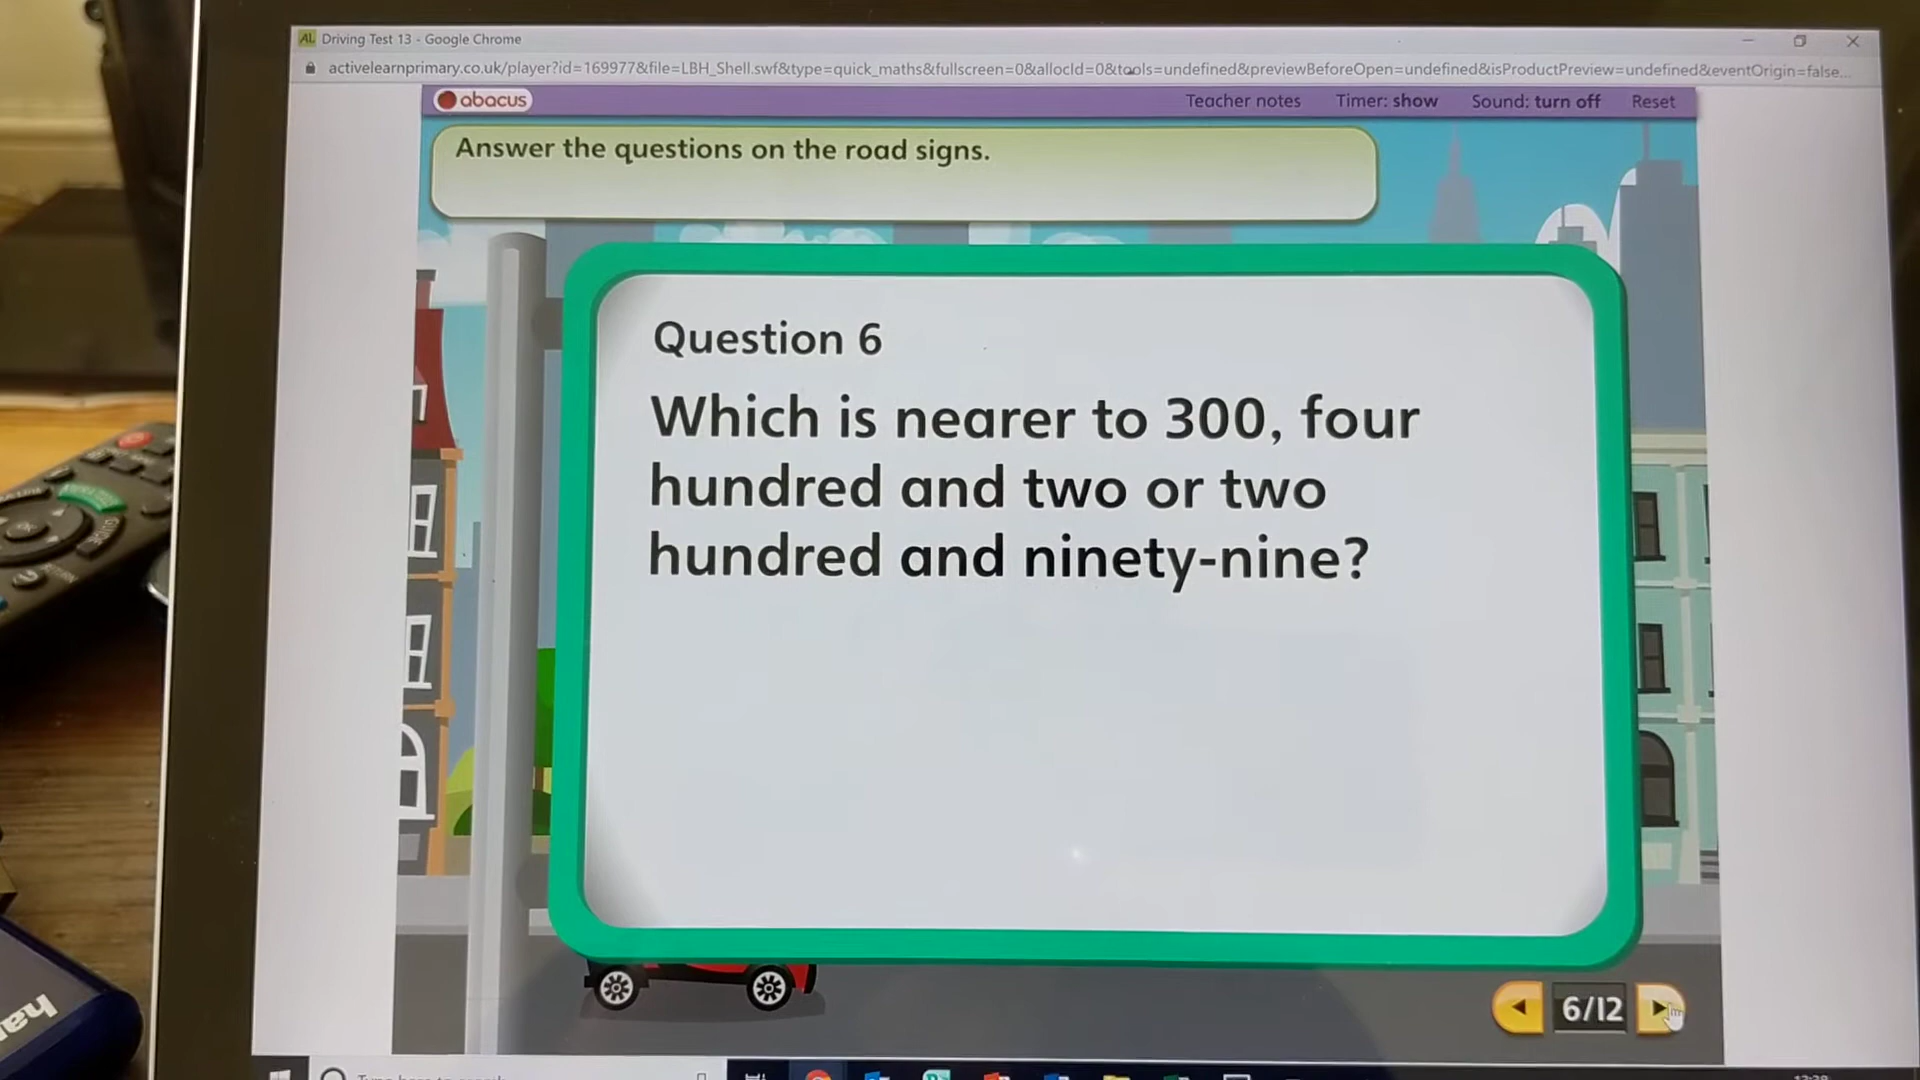 Driving Test 13 - Google Chrome
activelearnprimary.co.uk/player?id=169977&file=LBH_Shell.swf&type=quick_maths&fullscreen=0&allocId=0&tools=undefined&previewBeforeOpen=undefined&isProductPreview=undefined&eventOrigin=false...
abacus
Teacher notes Timer: show Sound: turn off Reset
Answer the questions on the road signs.
Question 6
Which is nearer to 300, four
hundred and two or two
hundred and ninety-nine?
6/12